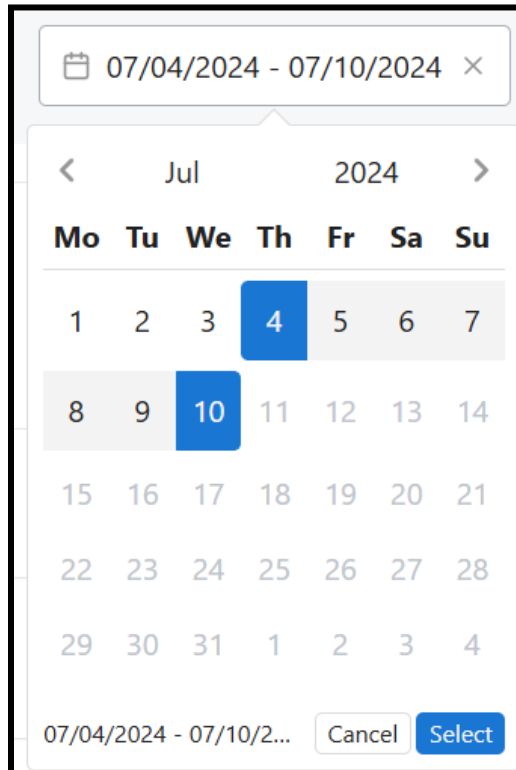 07/04/2024 - 07/10/2024
Jul 2024
Mo Tu We Th Fr Sa Su
1 2 3 4 5 6 7
8 9 10 11 12 13 14
15 16 17 18 19 20 21
22 23 24 25 26 27 28
29 30 31 1 2 3 4
07/04/2024 - 07/10/2... Cancel Select